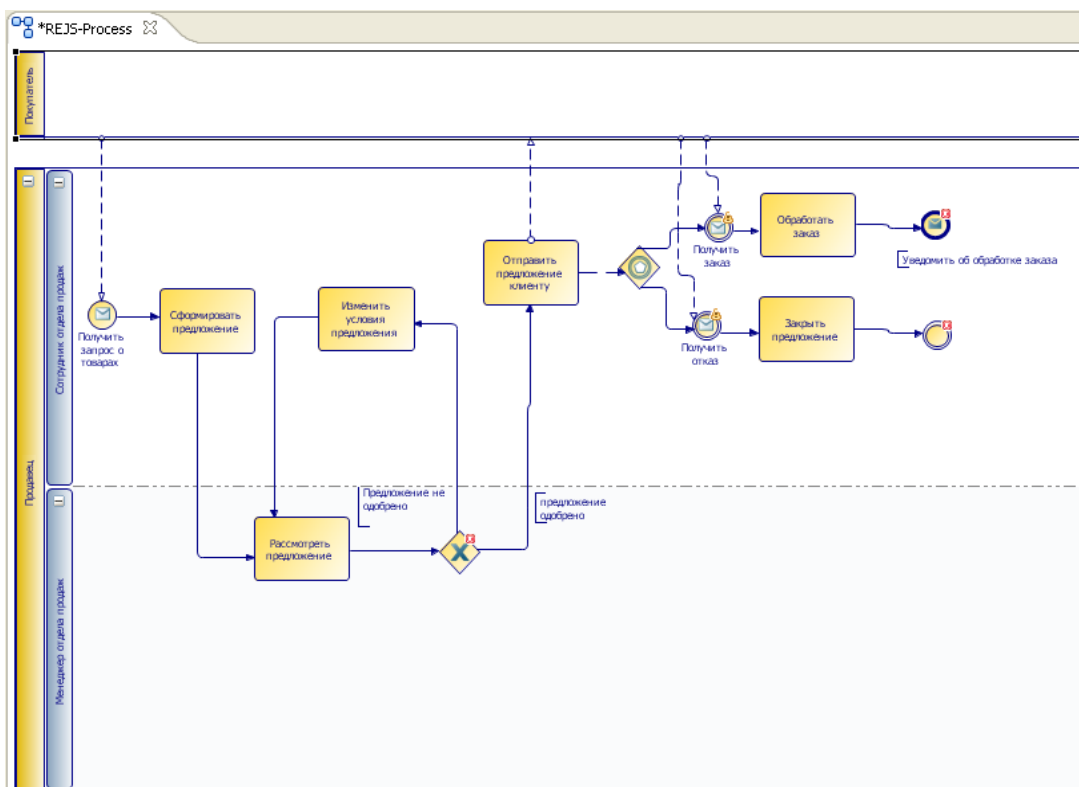 *REJS-Process
Покупатель
Продавец
Сотрудник отдела продаж
Менеджер отдела продаж
Получить
запрос о
товарах
Сформировать
предложение
Изменить
условия
предложения
Отправить
предложение
клиенту
Получить
заказ
Обработать
заказ
Уведомить об обработке заказа
Получить
отказ
Закрыть
предложение
Предложение не
одобрено
предложение
одобрено
Рассмотреть
предложение